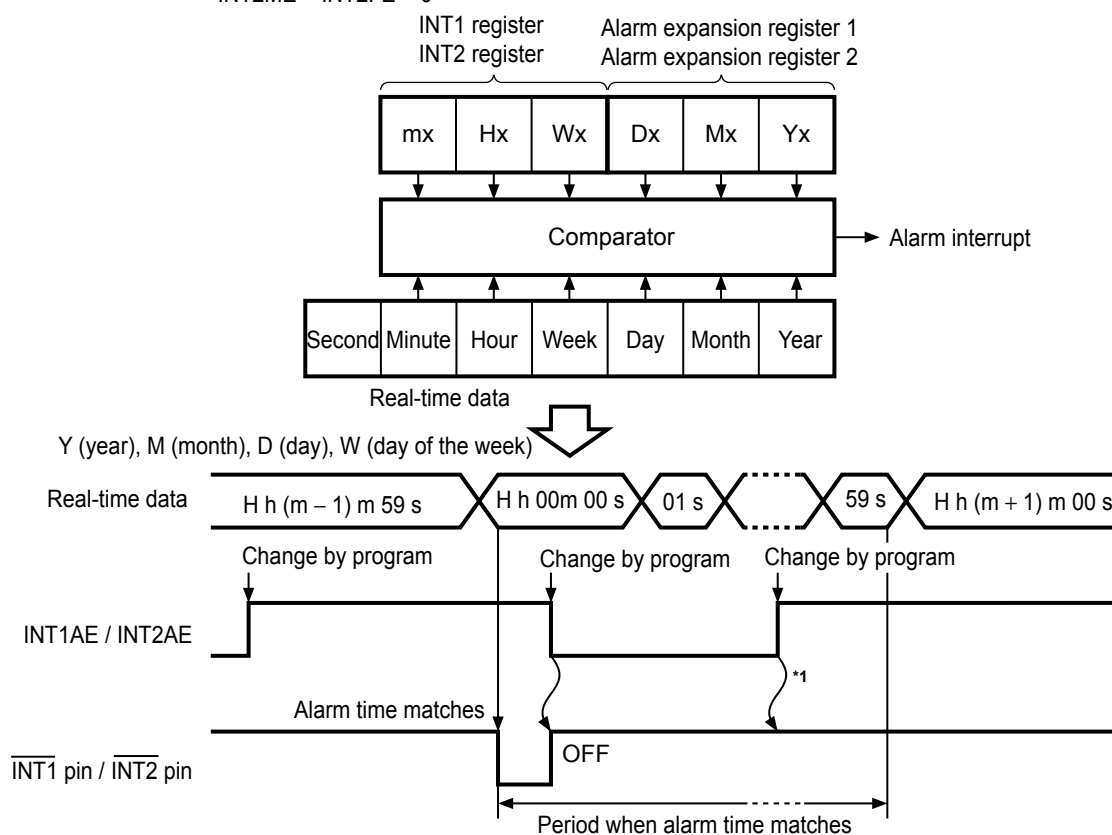 INT1 register
INT2 register
Alarm expansion register 1
Alarm expansion register 2
mx Hx Wx Dx Mx Yx
Comparator
Alarm interrupt
Second Minute Hour Week Day Month Year
Real-time data
Y (year), M (month), D (day), W (day of the week)
Real-time data
H h (m − 1) m 59 s
H h 00m 00 s
01 s
59 s
H h (m + 1) m 00 s
Change by program
Change by program
Change by program
INT1AE / INT2AE
*1
Alarm time matches
OFF
INT1 pin / INT2 pin
Period when alarm time matches